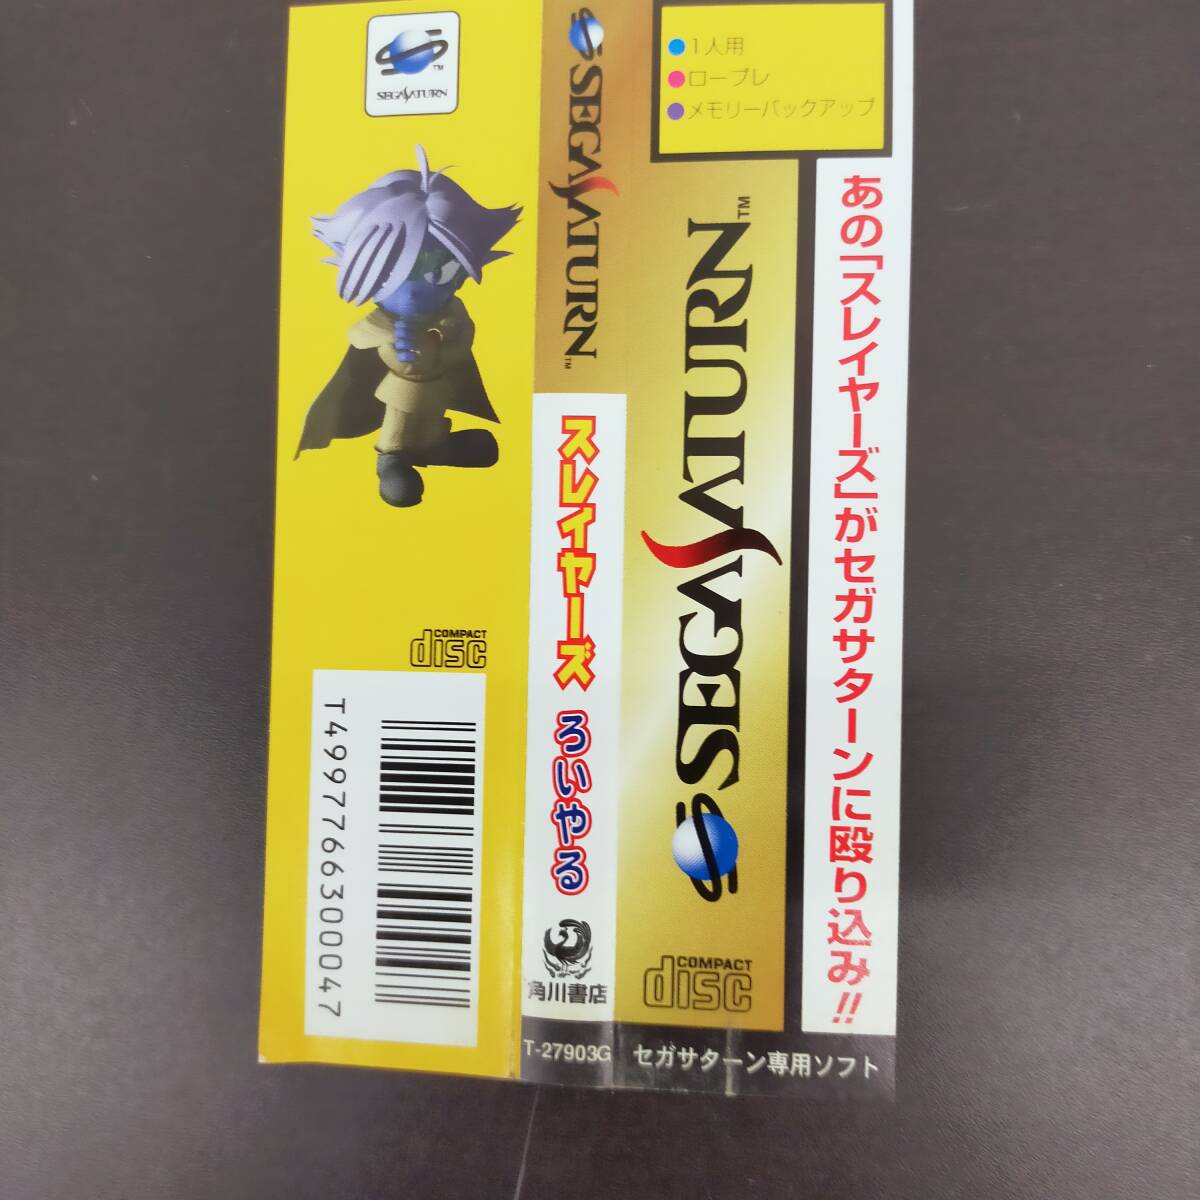 SEGA SATURN
TM
COMPACT
disc
T4997766300047
SEGA SATURN
TM
スレイヤーズ
ろいやる
角川書店
T-27903G
1人用
ロープレ
メモリーバックアップ
SEGA SATURN
TM
COMPACT
disc
セガサターン専用ソフト
あの「スレイヤーズ」がセガサターンに殴り込み!!